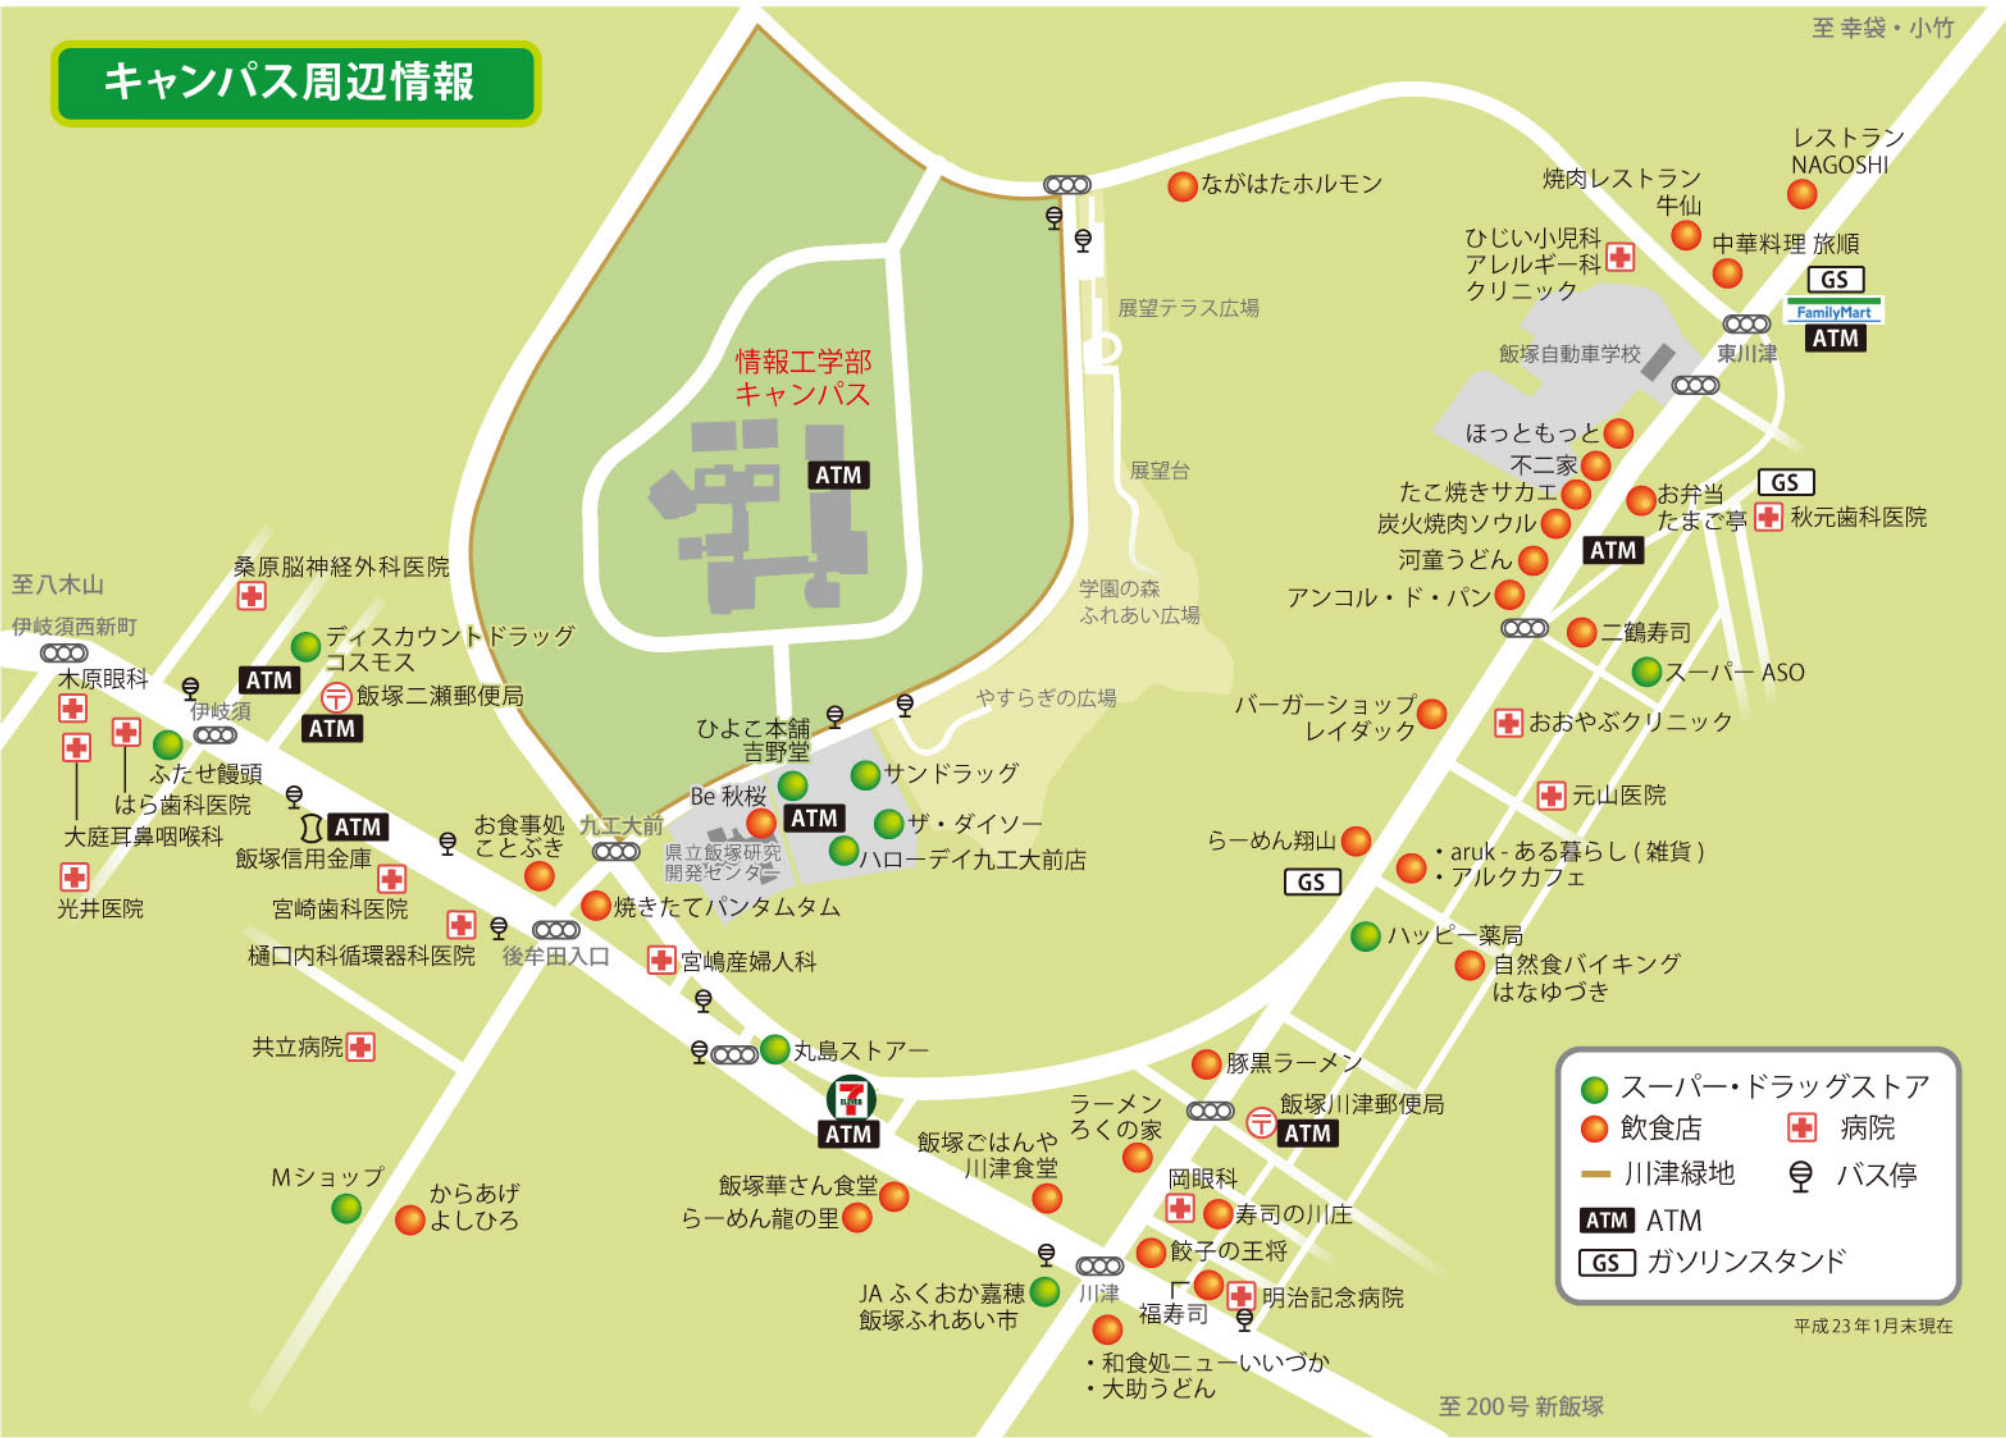 キャンパス周辺情報
至 幸袋・小竹
レストラン
NAGOSHI
焼肉レストラン
牛仙
ながはたホルモン
ひじい小児科
アレルギー科
クリニック
中華料理 旅順
GS
FamilyMart
ATM
東川津
飯塚自動車学校
展望テラス広場
情報工学部
キャンパス
ATM
展望台
ほっともっと
不二家
たこ焼きサカエ
炭火焼肉ソウル
河童うどん
アンコル・ド・パン
お弁当
たまご亭
GS
秋元歯科医院
ATM
二鶴寿司
スーパー ASO
学園の森
ふれあい広場
やすらぎの広場
バーガーショップ
レイダック
おおやぶクリニック
元山医院
らーめん翔山
GS
・aruk - ある暮らし ( 雑貨 )
・アルクカフェ
ハッピー薬局
自然食バイキング
はなゆづき
至八木山
伊岐須西新町
桑原脳神経外科医院
ディスカウントドラッグ
コスモス
ATM
飯塚二瀬郵便局
ATM
木原眼科
伊岐須
ふたせ饅頭
はら歯科医院
大庭耳鼻咽喉科
光井医院
ATM
飯塚信用金庫
宮崎歯科医院
樋口内科循環器科医院
お食事処
ことぶき
九工大前
後牟田入口
ひよこ本舗
吉野堂
Be 秋桜
ATM
サンドラッグ
ザ・ダイソー
ハローデイ九工大前店
県立飯塚研究
開発センター
焼きたてパンタムタム
宮嶋産婦人科
共立病院
丸島ストアー
7
ELEVEN
ATM
Mショップ
からあげ
よしひろ
飯塚華さん食堂
らーめん龍の里
飯塚ごはんや
川津食堂
ラーメン
ろくの家
豚黒ラーメン
飯塚川津郵便局
ATM
岡眼科
寿司の川庄
餃子の王将
福寿司
明治記念病院
JA ふくおか嘉穂
飯塚ふれあい市
川津
・和食処ニューいいづか
・大助うどん
至 200号 新飯塚
スーパー・ドラッグストア
飲食店
病院
川津緑地
バス停
ATM ATM
GS ガソリンスタンド
平成23年1月末現在